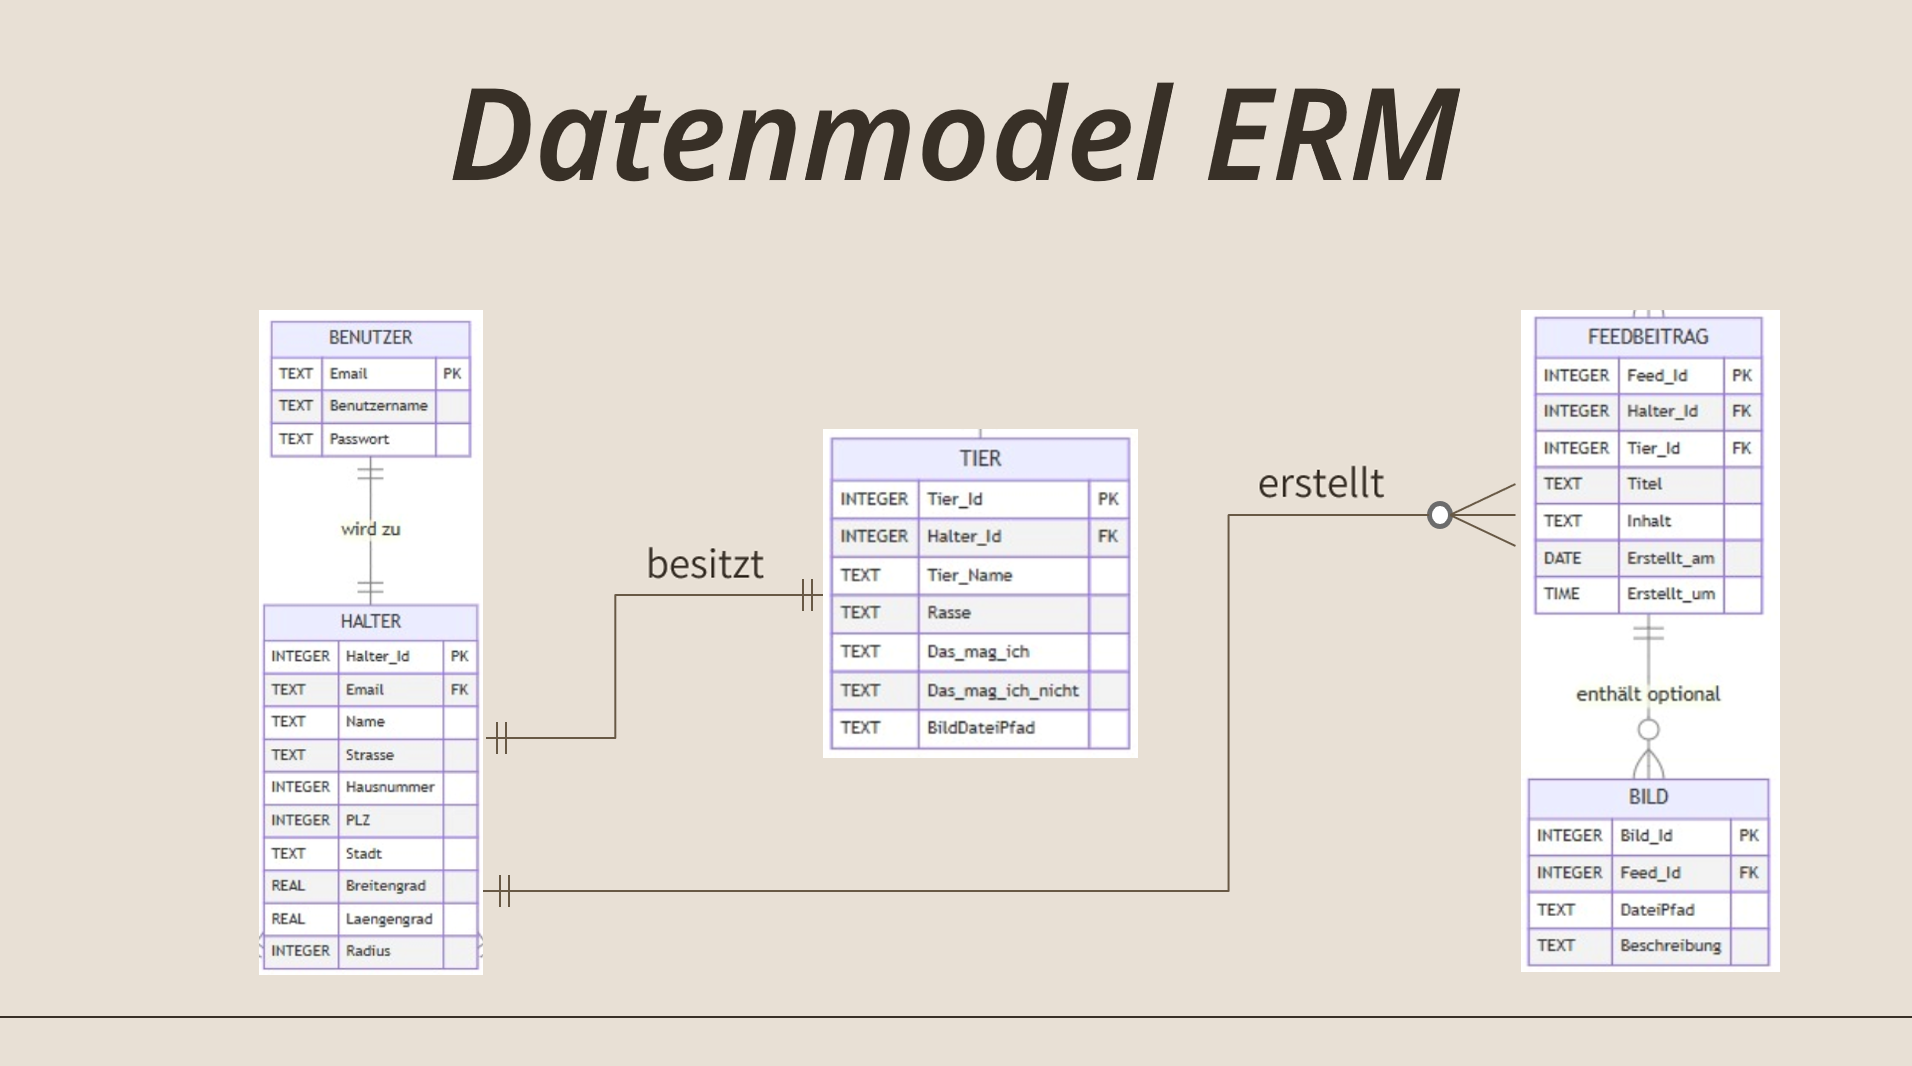 Datenmodel ERM
BENUTZER
TEXT Email PK
TEXT Benutzername
TEXT Passwort
wird zu
HALTER
INTEGER Halter_Id PK
TEXT Email FK
TEXT Name
TEXT Strasse
INTEGER Hausnummer
INTEGER PLZ
TEXT Stadt
REAL Breitengrad
REAL Laengengrad
INTEGER Radius
besitzt
TIER
INTEGER Tier_Id PK
INTEGER Halter_Id FK
TEXT Tier_Name
TEXT Rasse
TEXT Das_mag_ich
TEXT Das_mag_ich_nicht
TEXT BildDateiPfad
erstellt
FEEDBEITRAG
INTEGER Feed_Id PK
INTEGER Halter_Id FK
INTEGER Tier_Id FK
TEXT Titel
TEXT Inhalt
DATE Erstellt_am
TIME Erstellt_um
enthält optional
BILD
INTEGER Bild_Id PK
INTEGER Feed_Id FK
TEXT DateiPfad
TEXT Beschreibung